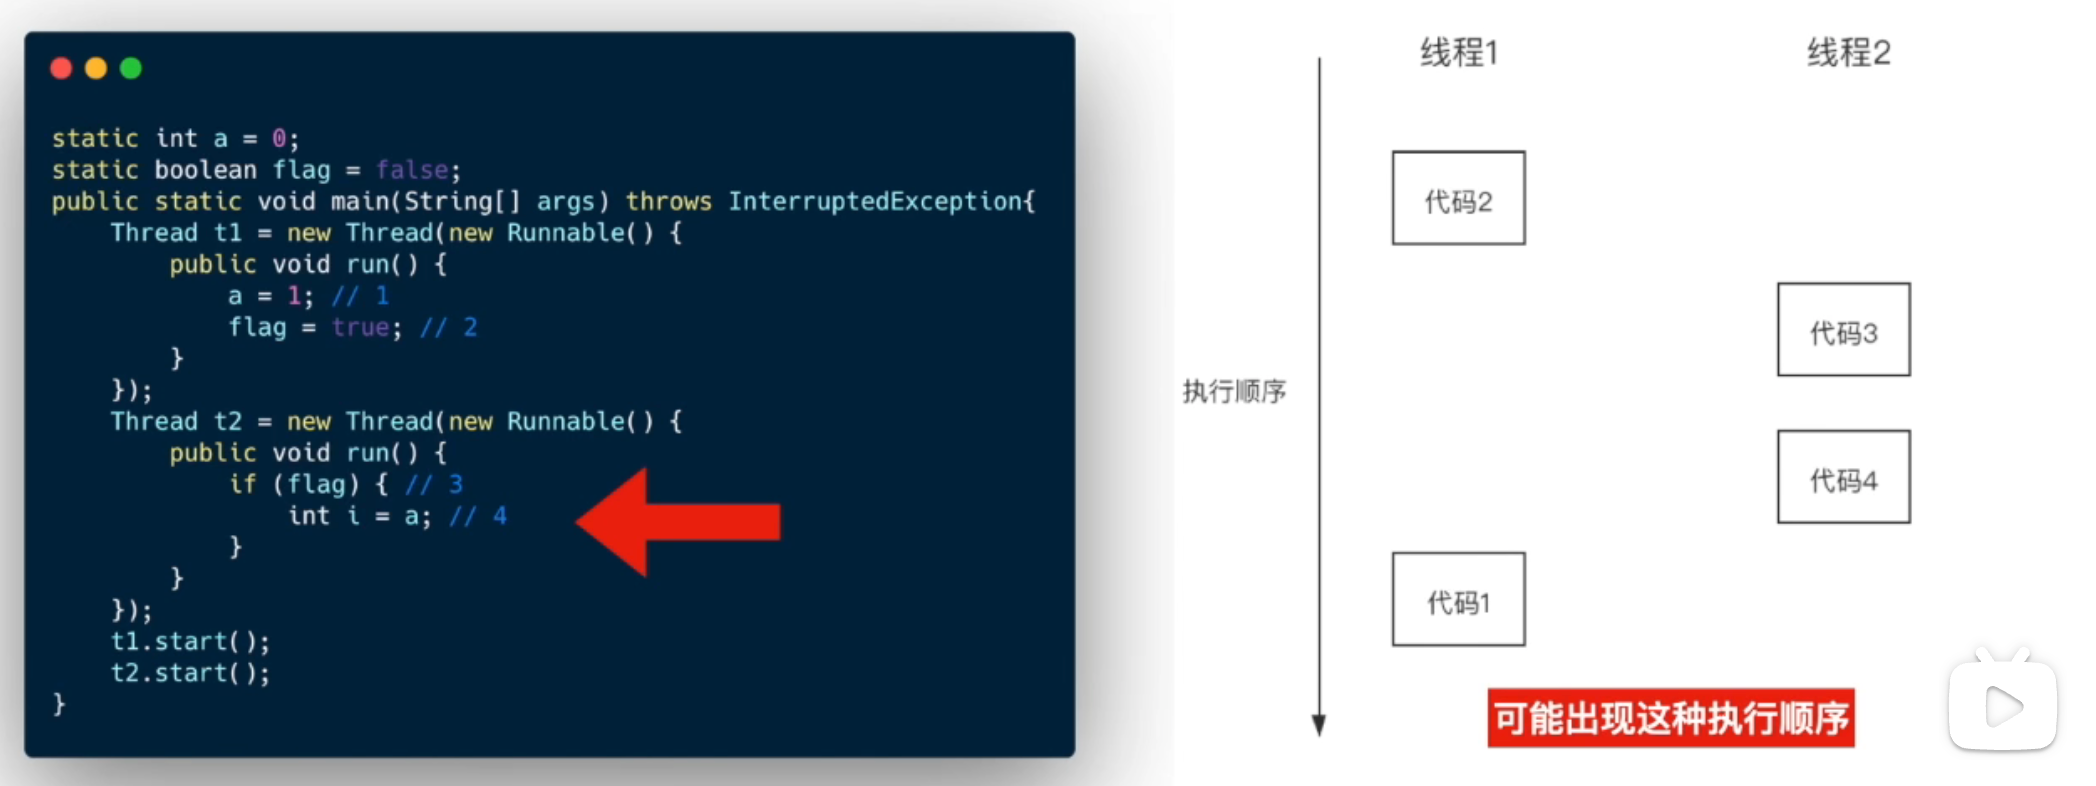 static int a = 0;
static boolean flag = false;
public static void main(String[] args) throws InterruptedException{
Thread t1 = new Thread(new Runnable() {
public void run() {
a = 1; // 1
flag = true; // 2
}
});
Thread t2 = new Thread(new Runnable() {
public void run() {
if (flag) { // 3
int i = a; // 4
}
}
});
t1.start();
t2.start();
}
线程1
线程2
代码2
代码3
执行顺序
代码4
代码1
可能出现这种执行顺序